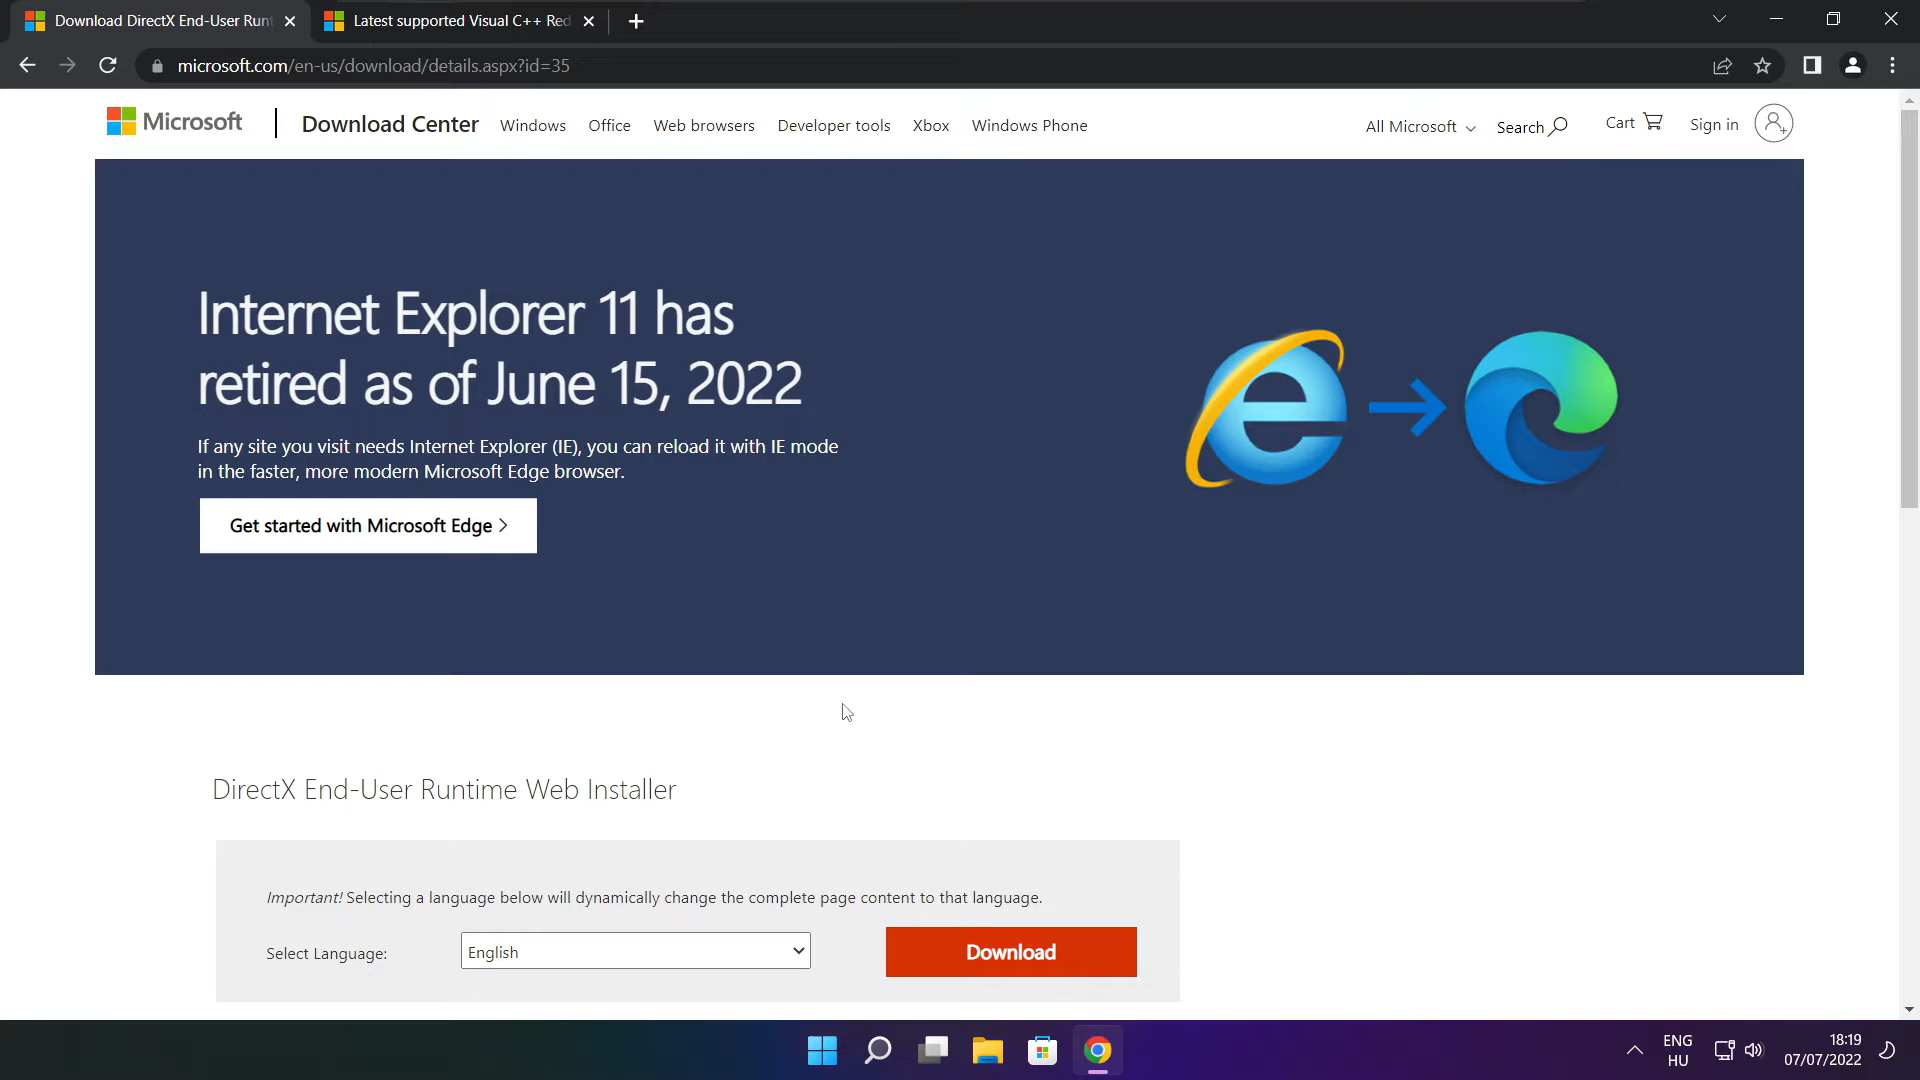 Download DirectX End-User Runt
Latest supported Visual C++ Red
microsoft.com/en-us/download/details.aspx?id=35
Microsoft
Download Center
Windows
Office
Web browsers
Developer tools
Xbox
Windows Phone
All Microsoft
Search
Cart
Sign in
Internet Explorer 11 has
retired as of June 15, 2022
If any site you visit needs Internet Explorer (IE), you can reload it with IE mode
in the faster, more modern Microsoft Edge browser.
Get started with Microsoft Edge >
DirectX End-User Runtime Web Installer
Important! Selecting a language below will dynamically change the complete page content to that language.
Select Language:
English
Download
ENG
HU
18:19
07/07/2022